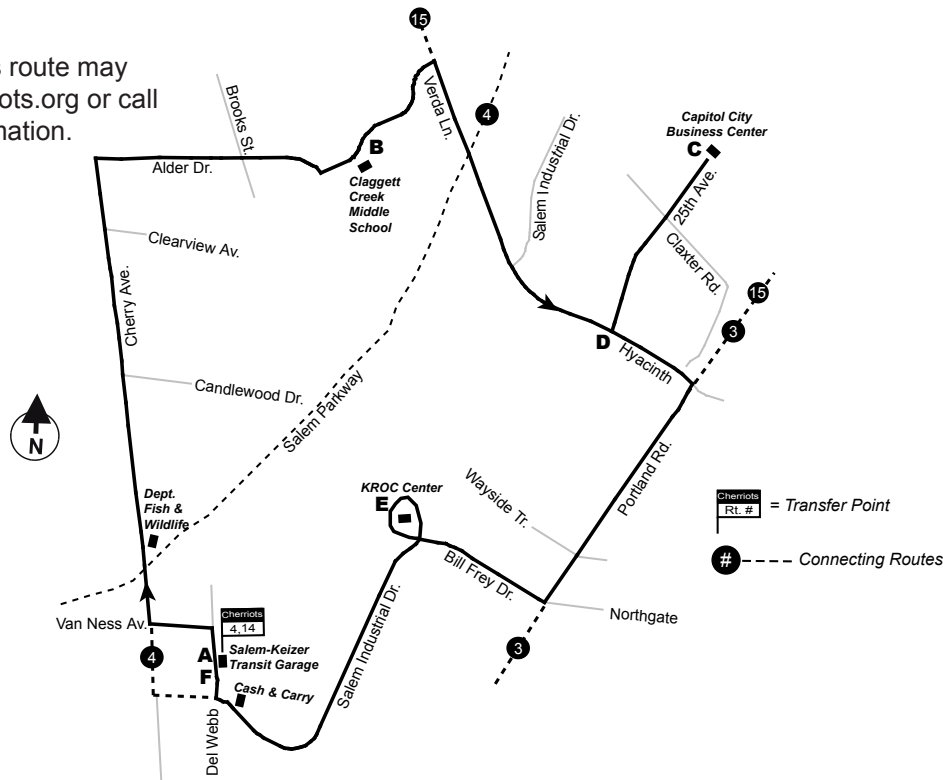 s route may
ots.org or call
nation.
15
4
Verda Ln.
Brooks St.
Alder Dr.
B
Claggett
Creek
Middle
School
Salem Industrial Dr.
Capitol City
Business Center
C
25th Ave.
Claxter Rd.
Clearview Av.
Cherry Ave.
15
3
D
Hyacinth
Candlewood Dr.
Salem Parkway
N
Portland Rd.
Wayside Tr.
KROC Center
E
Dept.
Fish &
Wildlife
Bill Frey Dr.
Cherriots
Rt. #
= Transfer Point
#
Connecting Routes
Northgate
Van Ness Av.
Cherriots
4,14
4
A
F
Salem-Keizer
Transit Garage
Cash & Carry
Salem Industrial Dr.
3
Del Webb